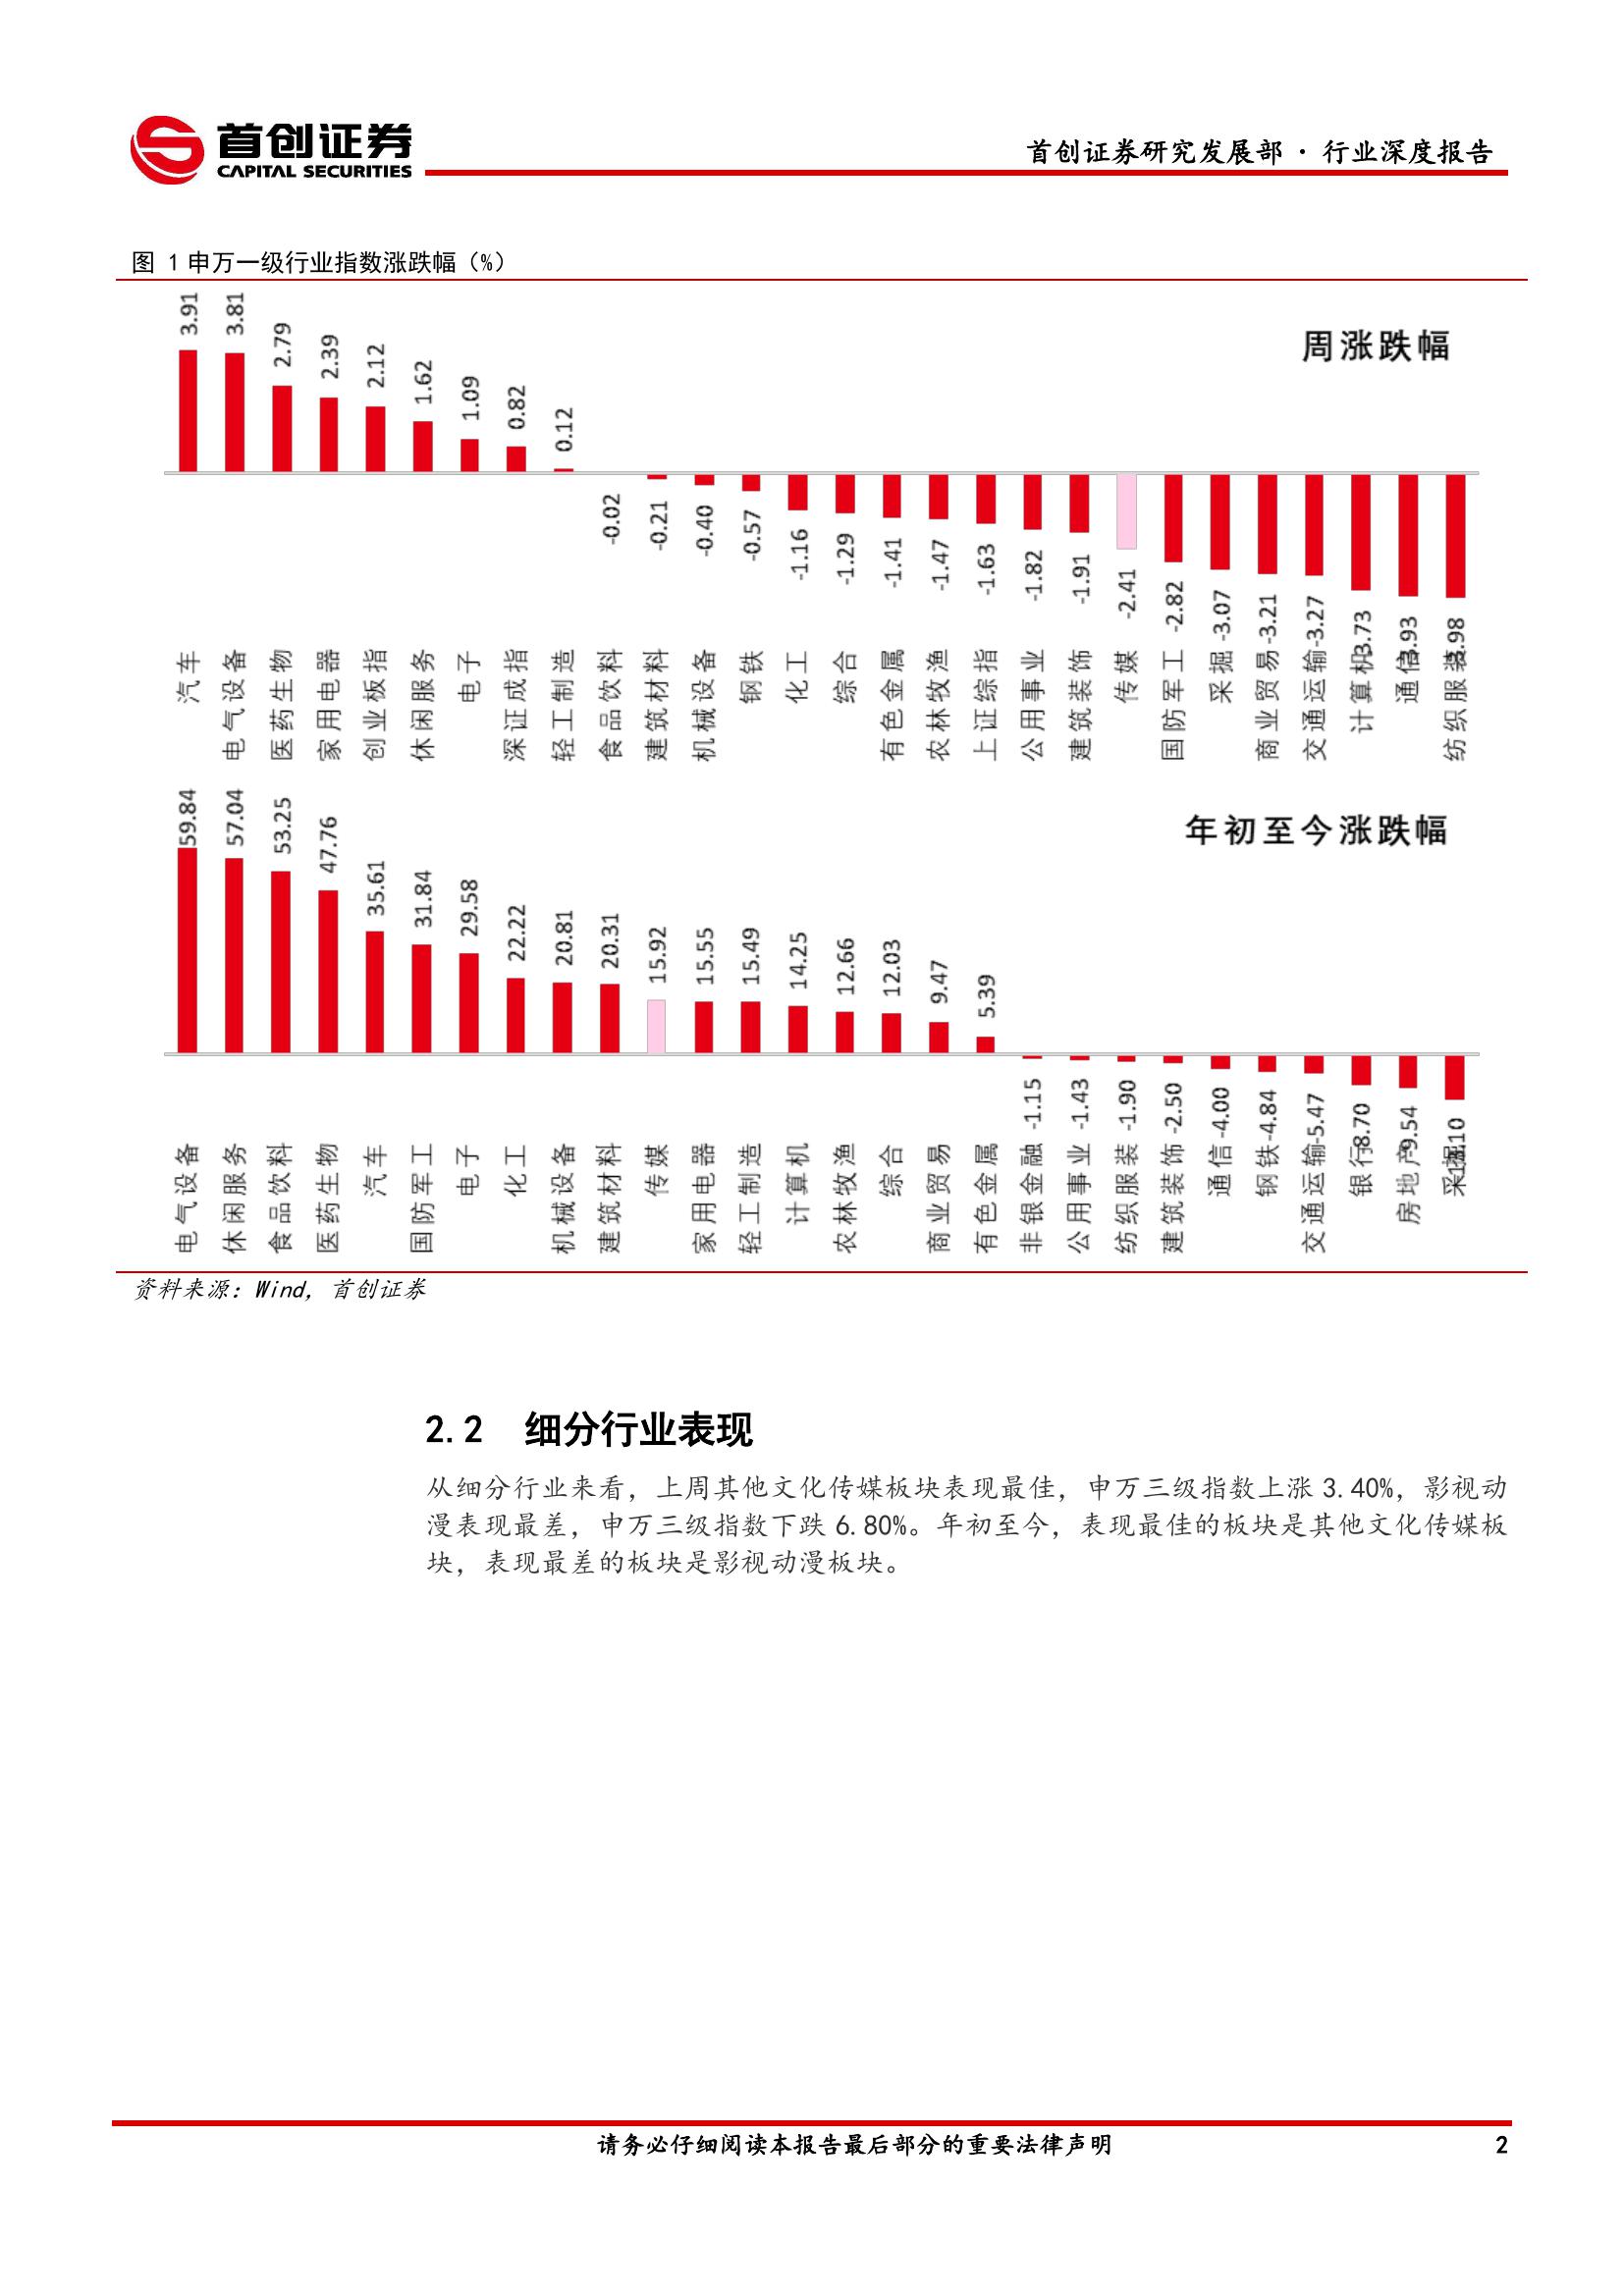 首创证券
CAPITAL SECURITIES
首创证券研究发展部 · 行业深度报告
图 1 申万一级行业指数涨跌幅（%）
周涨跌幅
3.91
3.81
2.79
2.39
2.12
1.62
1.09
0.82
0.12
-0.02
-0.21
-0.40
-0.57
-1.16
-1.29
-1.41
-1.47
-1.63
-1.82
-1.91
-2.41
-2.82
-3.07
-3.21
-3.27
-3.73
-3.93
-3.98
汽车
电气设备
医药生物
家用电器
创业板指
休闲服务
电子
深证成指
轻工制造
食品饮料
建筑材料
机械设备
钢铁
化工
综合
有色金属
农林牧渔
上证综指
公用事业
建筑装饰
传媒
国防军工
采掘
商业贸易
交通运输
计算机
通信
纺织服装
年初至今涨跌幅
59.84
57.04
53.25
47.76
35.61
31.84
29.58
22.22
20.81
20.31
15.92
15.55
15.49
14.25
12.66
12.03
9.47
5.39
-1.15
-1.43
-1.90
-2.50
-4.00
-4.84
-5.47
-8.70
-9.54
电气设备
休闲服务
食品饮料
医药生物
汽车
国防军工
电子
化工
机械设备
建筑材料
传媒
家用电器
轻工制造
计算机
农林牧渔
综合
商业贸易
有色金属
非银金融
公用事业
纺织服装
建筑装饰
通信
钢铁
交通运输
银行
房地产
采掘
资料来源：Wind，首创证券
2.2 细分行业表现
从细分行业来看，上周其他文化传媒板块表现最佳，申万三级指数上涨 3.40%，影视动
漫表现最差，申万三级指数下跌 6.80%。年初至今，表现最佳的板块是其他文化传媒板
块，表现最差的板块是影视动漫板块。
请务必仔细阅读本报告最后部分的重要法律声明
2